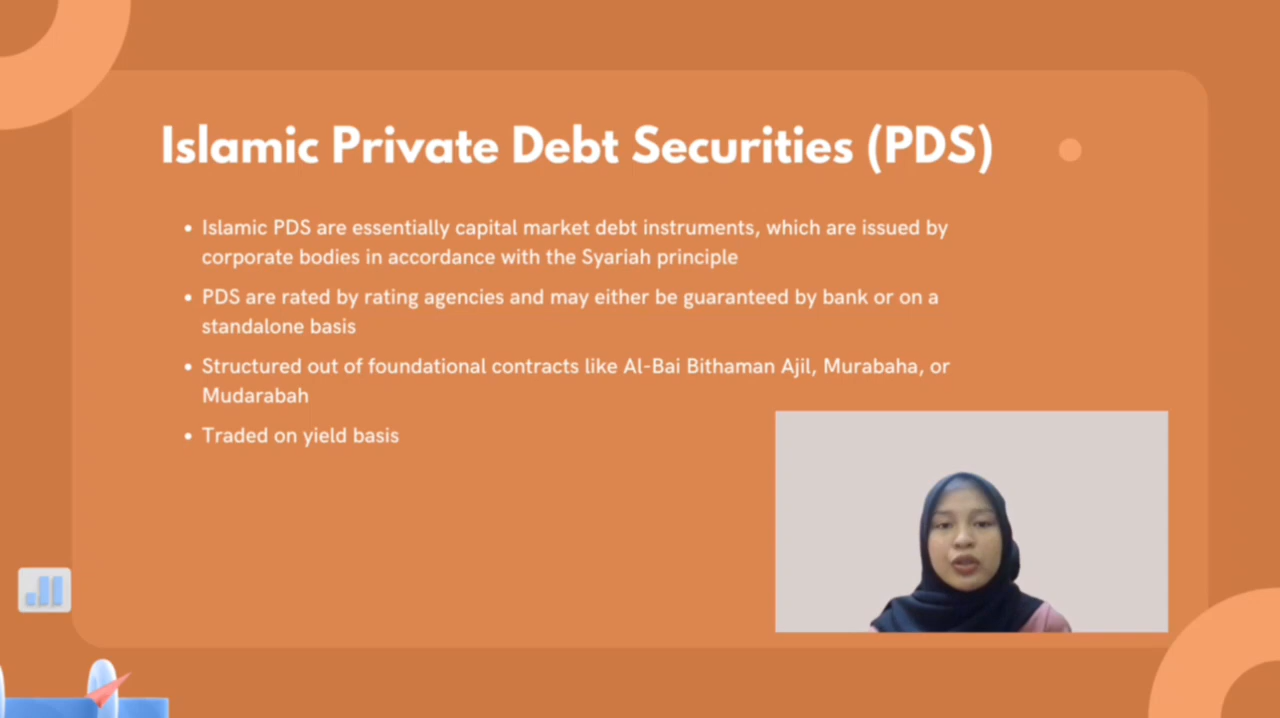 Islamic Private Debt Securities (PDS)
• Islamic PDS are essentially capital market debt instruments, which are issued by
corporate bodies in accordance with the Syariah principle
• PDS are rated by rating agencies and may either be guaranteed by bank or on a
standalone basis
• Structured out of foundational contracts like Al-Bai Bithaman Ajil, Murabaha, or
Mudarabah
• Traded on yield basis